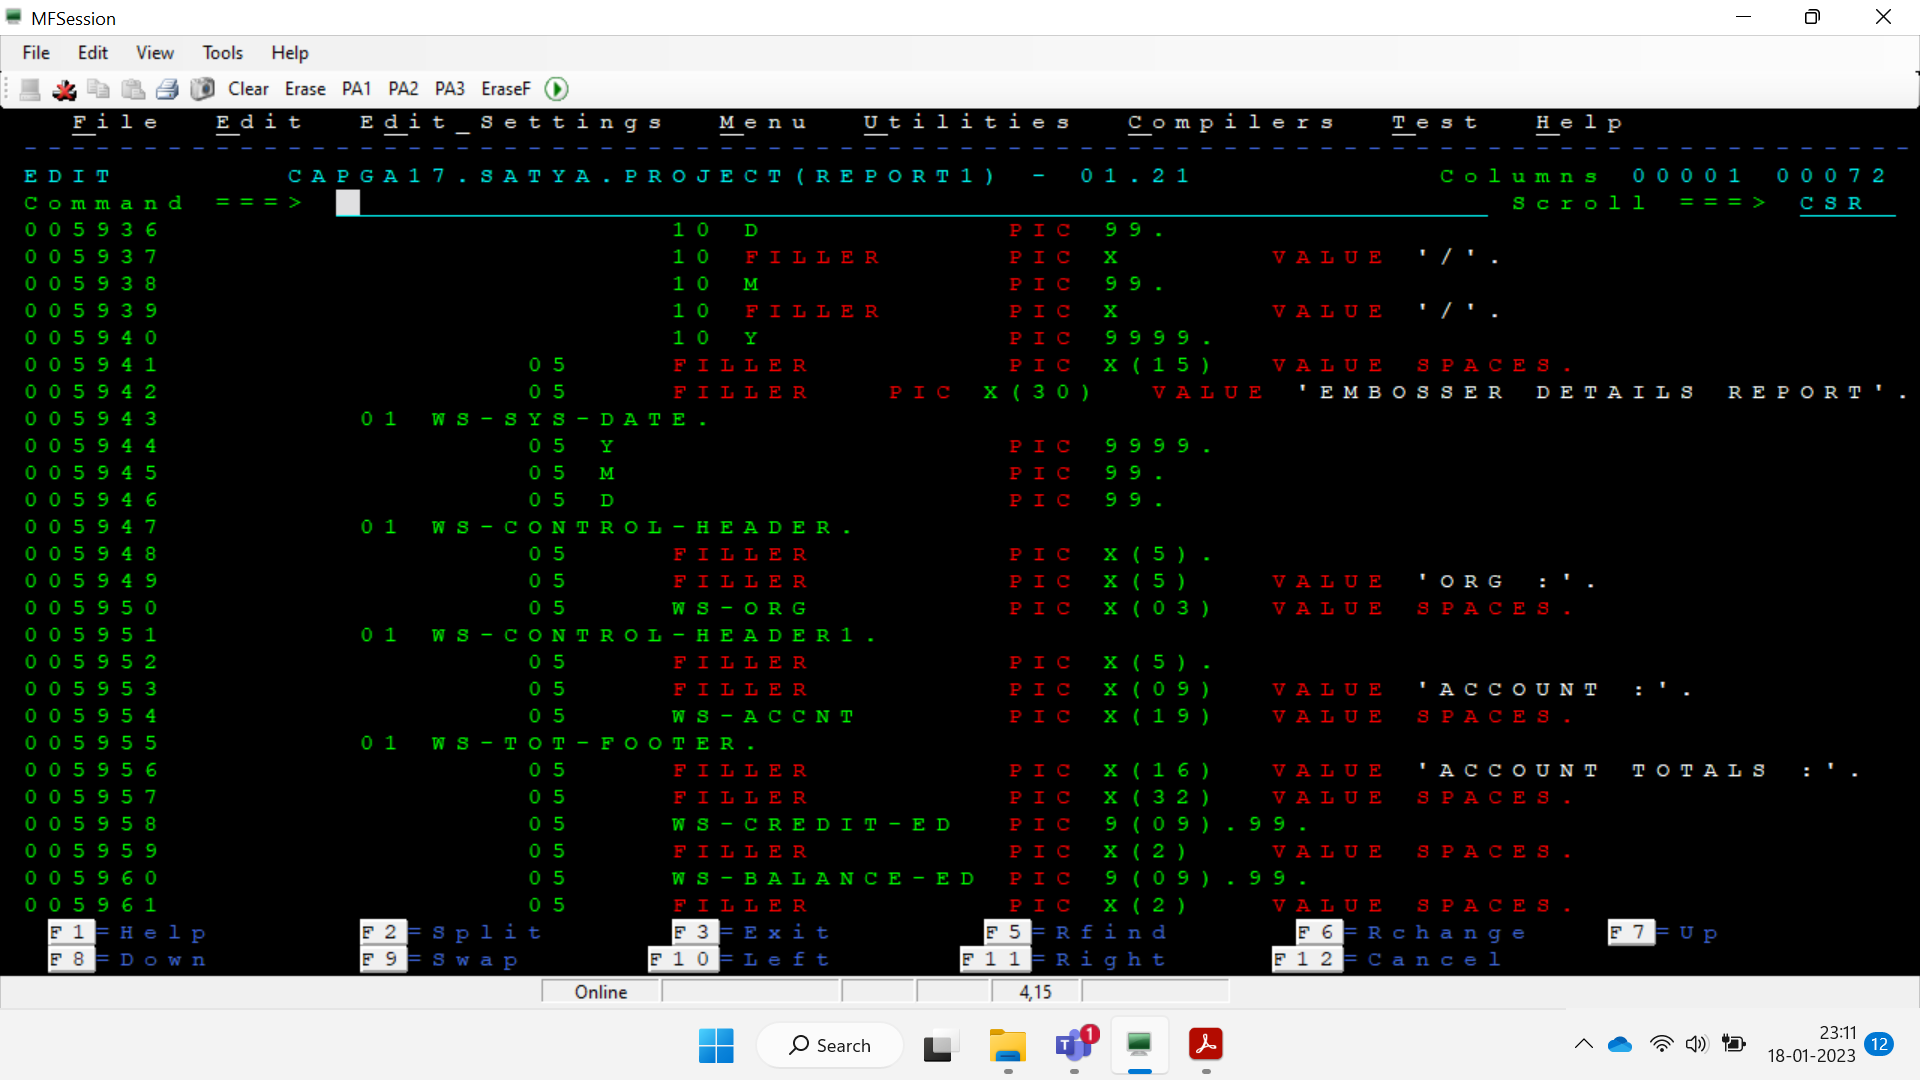 MFSession
File Edit View Tools Help
Clear Erase PA1 PA2 PA3 EraseF
File Edit Edit_Settings Menu Utilities Compilers Test Help
EDIT CAPGA17.SATYA.PROJECT(REPORT1) - 01.21 Columns 00001 00072
Command ===> Scroll ===> CSR
005936 10 D PIC 99.
005937 10 FILLER PIC X VALUE '/'.
005938 10 M PIC 99.
005939 10 FILLER PIC X VALUE '/'.
005940 10 Y PIC 9999.
005941 05 FILLER PIC X(15) VALUE SPACES.
005942 05 FILLER PIC X(30) VALUE 'EMBOSSER DETAILS REPORT'.
005943 01 WS-SYS-DATE.
005944 05 Y PIC 9999.
005945 05 M PIC 99.
005946 05 D PIC 99.
005947 01 WS-CONTROL-HEADER.
005948 05 FILLER PIC X(5).
005949 05 FILLER PIC X(5) VALUE 'ORG :'.
005950 05 WS-ORG PIC X(03) VALUE SPACES.
005951 01 WS-CONTROL-HEADER1.
005952 05 FILLER PIC X(5).
005953 05 FILLER PIC X(09) VALUE 'ACCOUNT :'.
005954 05 WS-ACCNT PIC X(19) VALUE SPACES.
005955 01 WS-TOT-FOOTER.
005956 05 FILLER PIC X(16) VALUE 'ACCOUNT TOTALS :'.
005957 05 FILLER PIC X(32) VALUE SPACES.
005958 05 WS-CREDIT-ED PIC 9(09).99.
005959 05 FILLER PIC X(2) VALUE SPACES.
005960 05 WS-BALANCE-ED PIC 9(09).99.
005961 05 FILLER PIC X(2) VALUE SPACES.
F1=Help F2=Split F3=Exit F5=Rfind F6=Rchange F7=Up
F8=Down F9=Swap F10=Left F11=Right F12=Cancel
Online 4,15
Search 1 23:11
18-01-2023 12